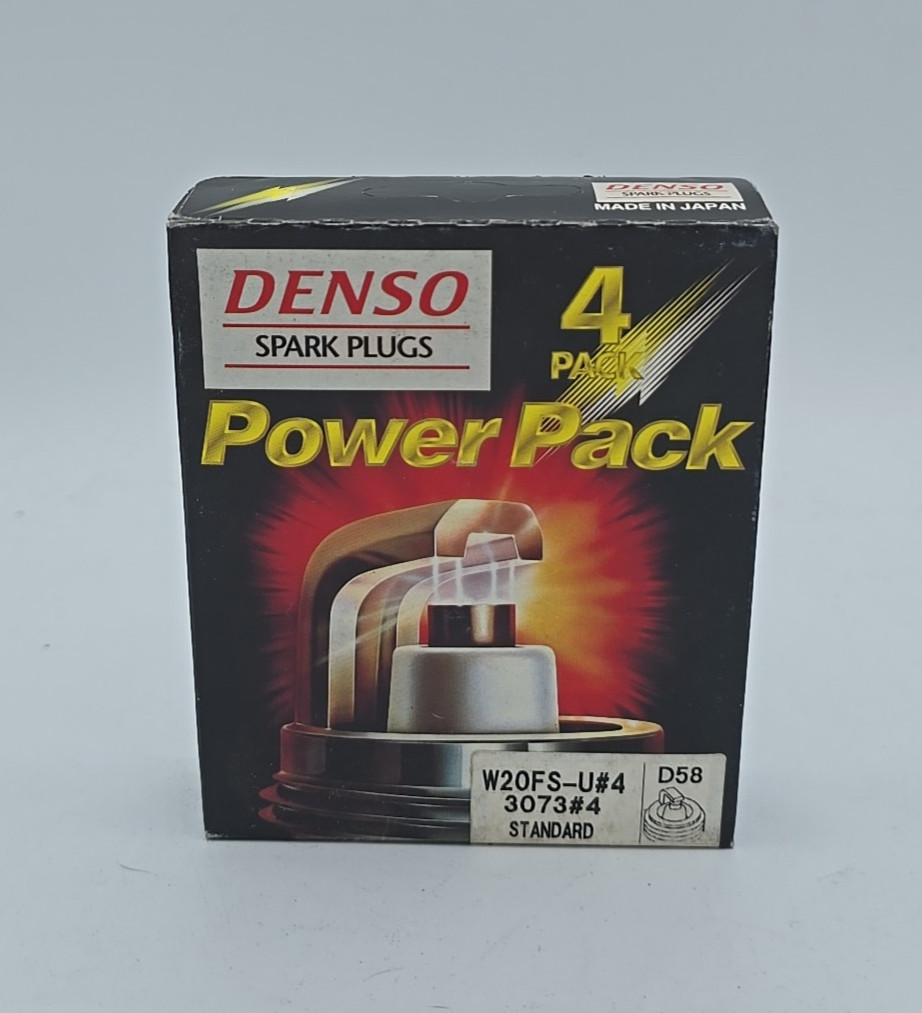 DENSO
SPARK PLUGS
MADE IN JAPAN
DENSO
SPARK PLUGS
4
PACK
Power Pack
W20FS-U#4
3073#4
STANDARD
D58